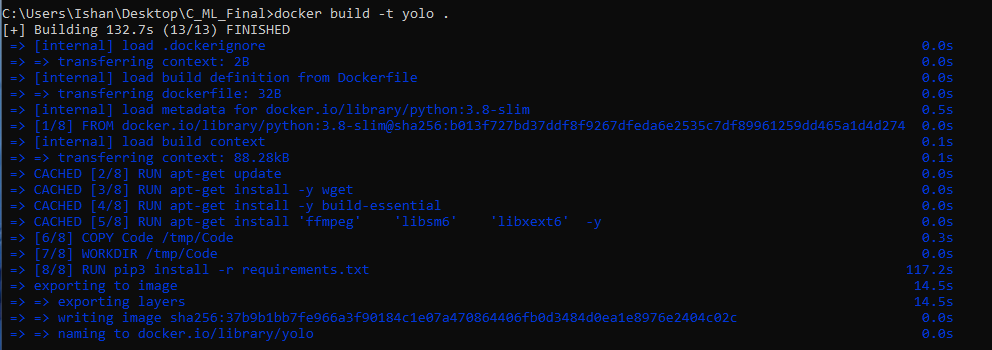 C:\Users\Ishan\Desktop\C_ML_Final>docker build -t yolo .
[+] Building 132.7s (13/13) FINISHED
=> [internal] load .dockerignore 0.0s
=> => transferring context: 2B 0.0s
=> [internal] load build definition from Dockerfile 0.0s
=> => transferring dockerfile: 32B 0.0s
=> [internal] load metadata for docker.io/library/python:3.8-slim 0.5s
=> [1/8] FROM docker.io/library/python:3.8-slim@sha256:b013f727bd37ddf8f9267dfeda6e2535c7df89961259dd465a1d4d274 0.0s
=> [internal] load build context 0.1s
=> => transferring context: 88.28kB 0.1s
=> CACHED [2/8] RUN apt-get update 0.0s
=> CACHED [3/8] RUN apt-get install -y wget 0.0s
=> CACHED [4/8] RUN apt-get install -y build-essential 0.0s
=> CACHED [5/8] RUN apt-get install 'ffmpeg'    'libsm6'    'libxext6'  -y 0.0s
=> [6/8] COPY Code /tmp/Code 0.3s
=> [7/8] WORKDIR /tmp/Code 0.0s
=> [8/8] RUN pip3 install -r requirements.txt 117.2s
=> exporting to image 14.5s
=> => exporting layers 14.5s
=> => writing image sha256:37b9b1bb7fe966a3f90184c1e07a470864406fb0d3484d0ea1e8976e2404c02c 0.0s
=> => naming to docker.io/library/yolo 0.0s